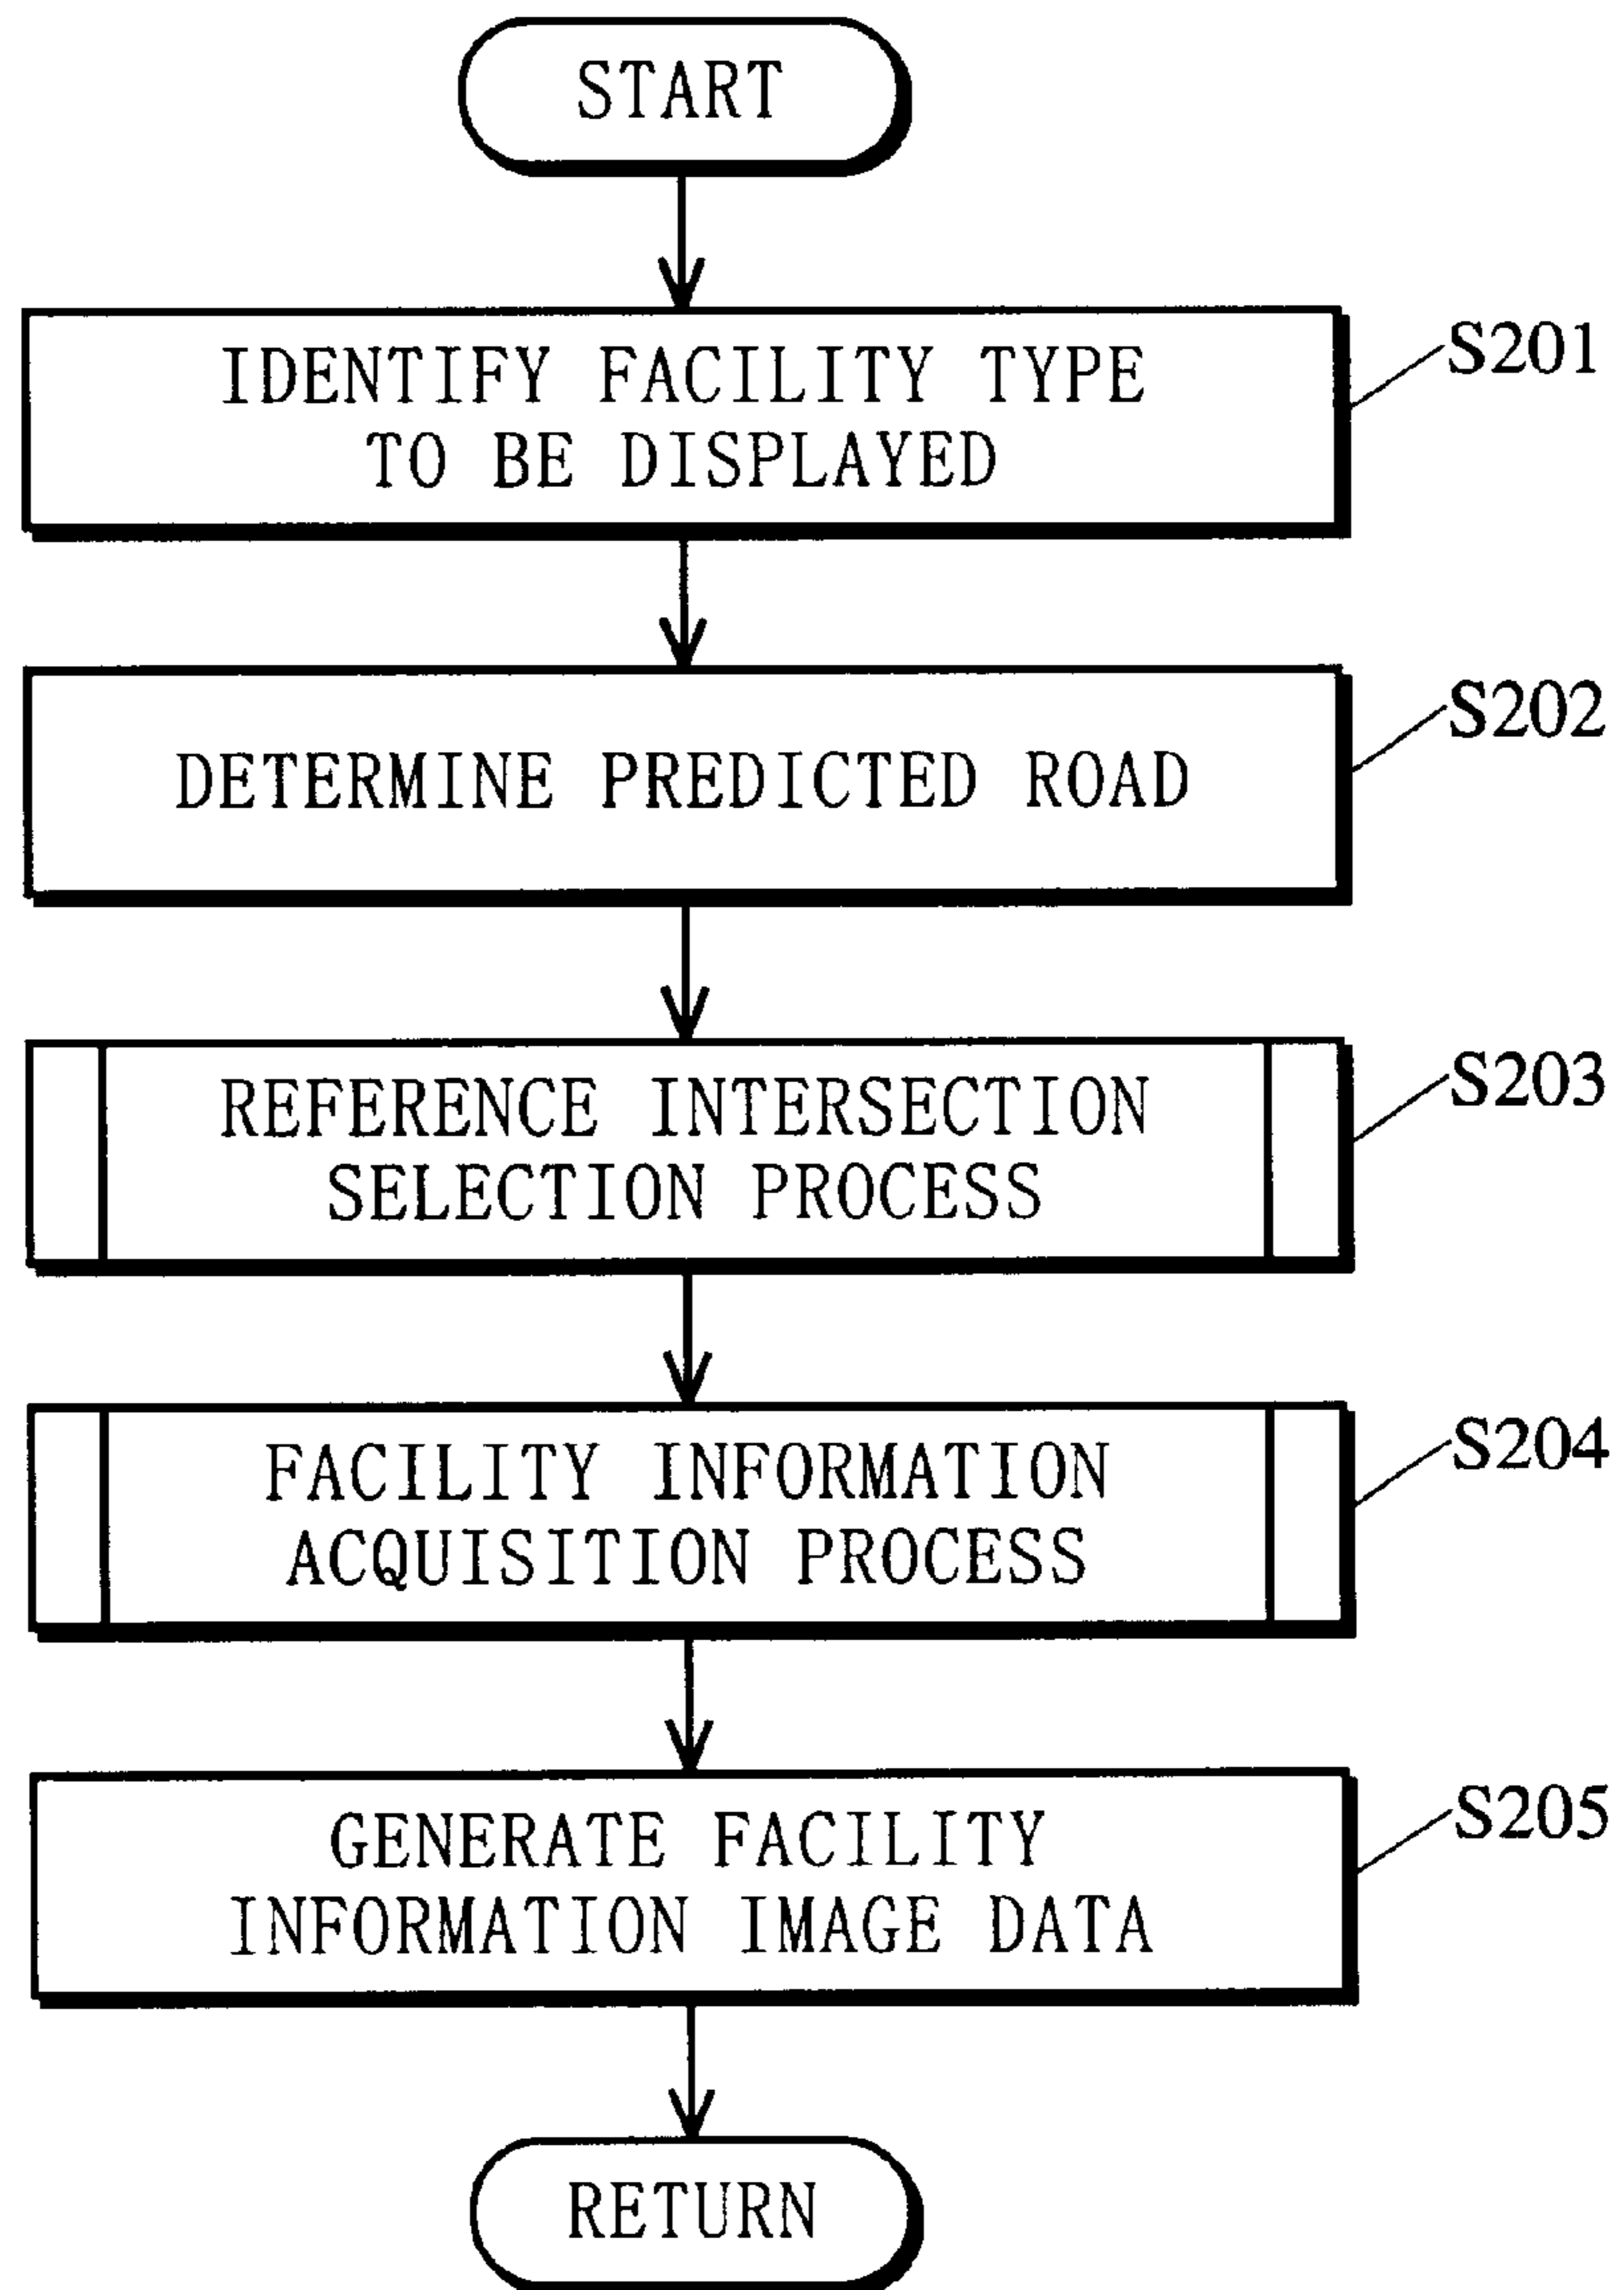 START
IDENTIFY FACILITY TYPE
TO BE DISPLAYED
S201
DETERMINE PREDICTED ROAD
S202
REFERENCE INTERSECTION
SELECTION PROCESS
S203
FACILITY INFORMATION
ACQUISITION PROCESS
S204
GENERATE FACILITY
INFORMATION IMAGE DATA
S205
RETURN